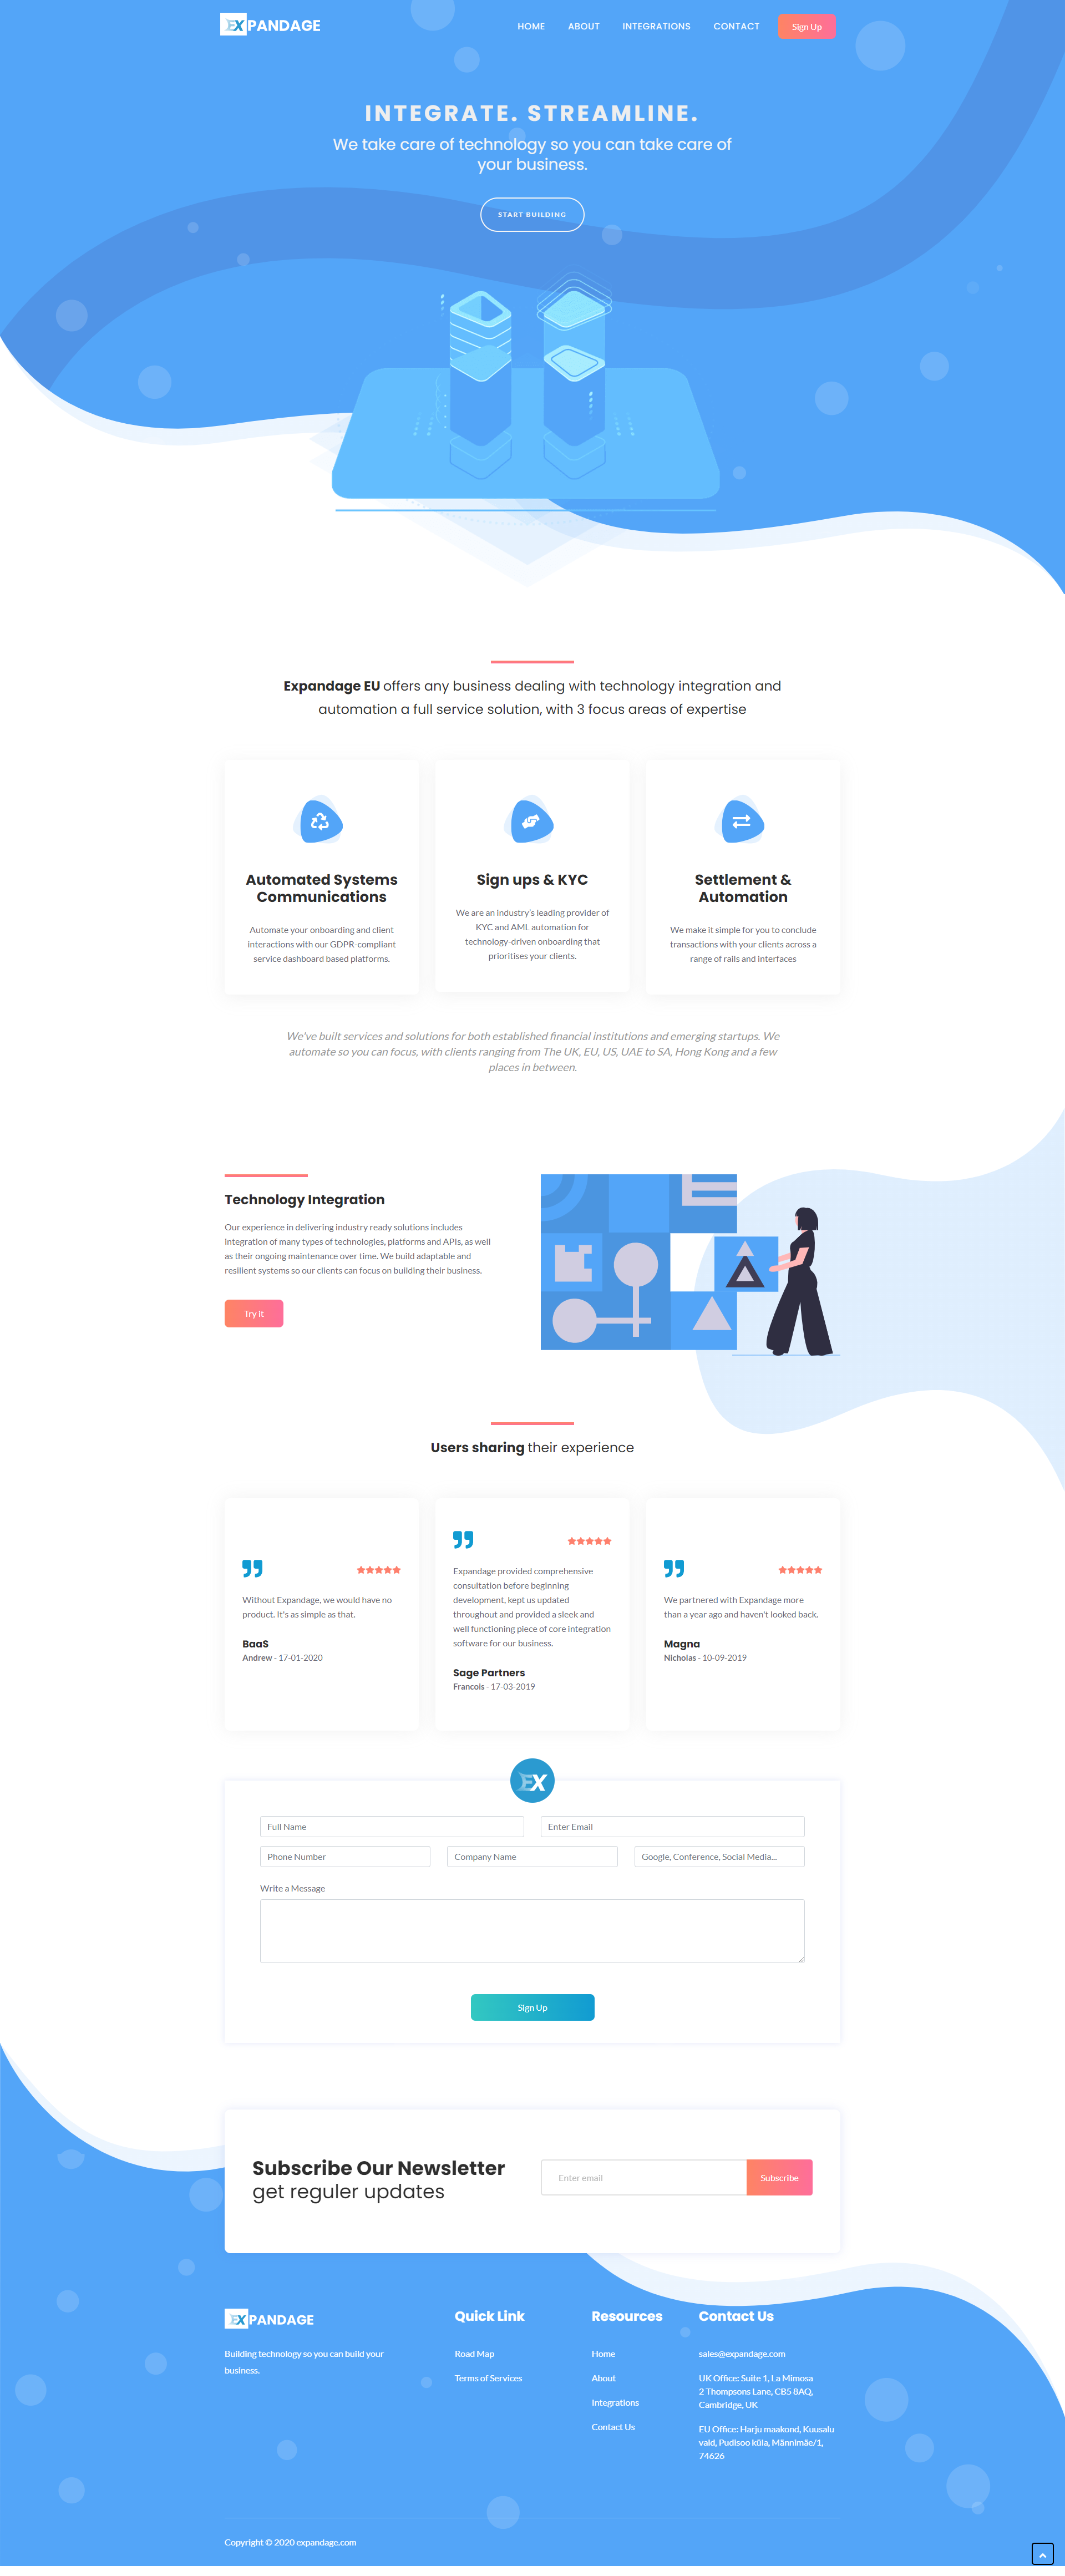 EXPANDAGE
HOME ABOUT INTEGRATIONS CONTACT Sign Up
INTEGRATE. STREAMLINE.
We take care of technology so you can take care of
your business.
START BUILDING
Expandage EU offers any business dealing with technology integration and
automation a full service solution, with 3 focus areas of expertise
Automated Systems
Communications
Automate your onboarding and client
interactions with our GDPR-compliant
service dashboard based platforms.
Sign ups & KYC
We are an industry's leading provider of
KYC and AML automation for
technology-driven onboarding that
prioritises your clients.
Settlement &
Automation
We make it simple for you to conclude
transactions with your clients across a
range of rails and interfaces
We've built services and solutions for both established financial institutions and emerging startups. We
automate so you can focus, with clients ranging from The UK, EU, US, UAE to SA, Hong Kong and a few
places in between.
Technology Integration
Our experience in delivering industry ready solutions includes
integration of many types of technologies, platforms and APIs, as well
as their ongoing maintenance over time. We build adaptable and
resilient systems so our clients can focus on building their business.
Try it
Users sharing their experience
Without Expandage, we would have no
product. It's as simple as that.
BaaS
Andrew - 17-01-2020
Expandage provided comprehensive
consultation before beginning
development, kept us updated
throughout and provided a sleek and
well functioning piece of core integration
software for our business.
Sage Partners
Francois - 17-03-2019
We partnered with Expandage more
than a year ago and haven't looked back.
Magna
Nicholas - 10-09-2019
EX
Full Name
Enter Email
Phone Number
Company Name
Google, Conference, Social Media...
Write a Message
Sign Up
Subscribe Our Newsletter
get reguler updates
Enter email
Subscribe
EXPANDAGE
Building technology so you can build your
business.
Quick Link
Road Map
Terms of Services
Resources
Home
About
Integrations
Contact Us
Contact Us
sales@expandage.com
UK Office: Suite 1, La Mimosa
2 Thompsons Lane, CB5 8AQ,
Cambridge, UK
EU Office: Harju maakond, Kuusalu
vald, Pudisoo küla, Männimäe/1,
74626
Copyright © 2020 expandage.com